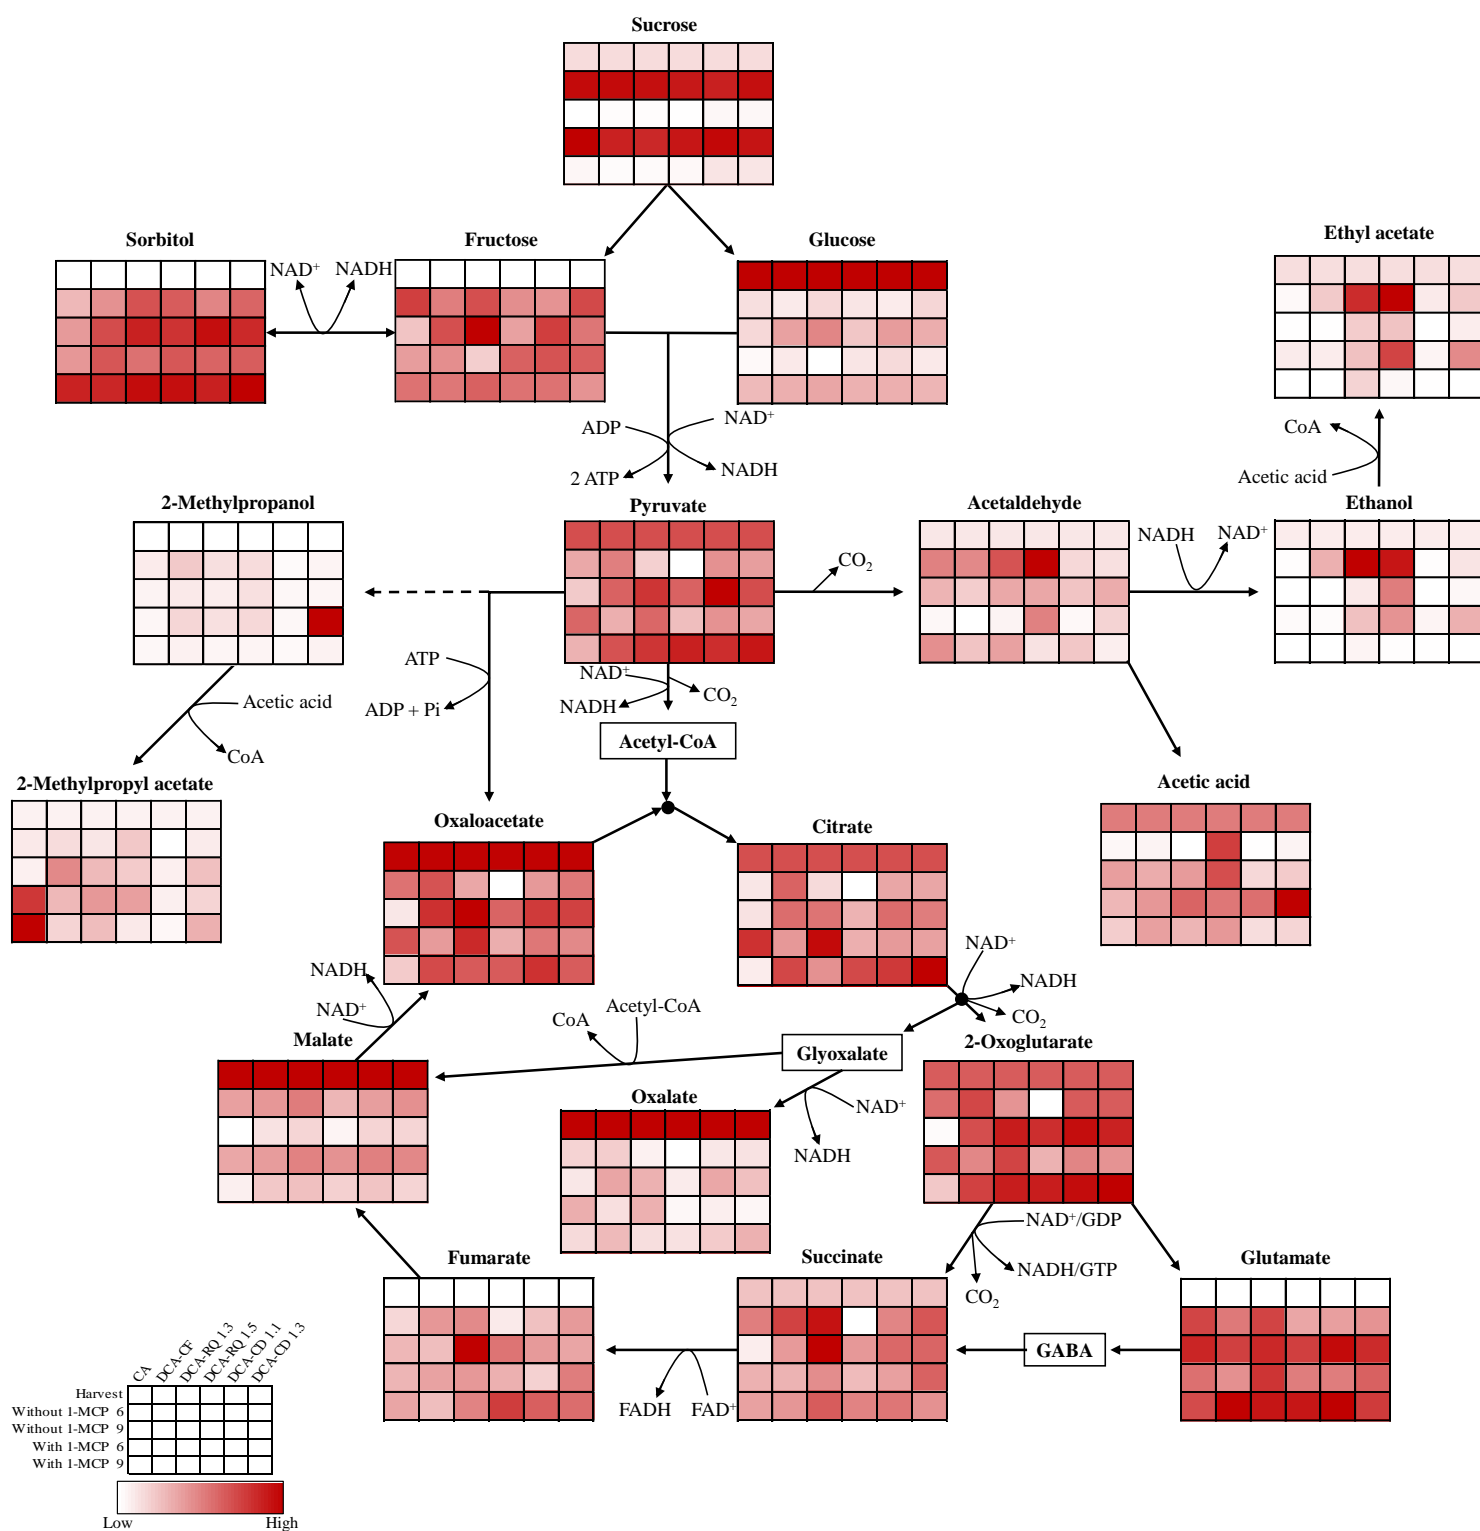 Sucrose
Sorbitol
Fructose
Glucose
Ethyl acetate
NAD+
NADH
ADP
NAD+
2 ATP
NADH
CoA
Acetic acid
2-Methylpropanol
Pyruvate
Acetaldehyde
Ethanol
NADH
NAD+
CO2
ATP
ADP + Pi
NAD+
NADH
CO2
Acetic acid
CoA
Acetyl-CoA
2-Methylpropyl acetate
Acetic acid
Oxaloacetate
Citrate
NAD+
NADH
CO2
NADH
NAD+
CoA
Acetyl-CoA
Malate
Glyoxalate
2-Oxoglutarate
Oxalate
NAD+
NADH
NAD+/GDP
NADH/GTP
CO2
Fumarate
Succinate
Glutamate
GABA
FADH
FAD+
CA
DCA-CF
DCA-RQ 1.3
DCA-RQ 1.5
DCA-CD 1.1
DCA-CD 1.3
Harvest
Without 1-MCP 6
Without 1-MCP 9
With 1-MCP 6
With 1-MCP 9
Low
High